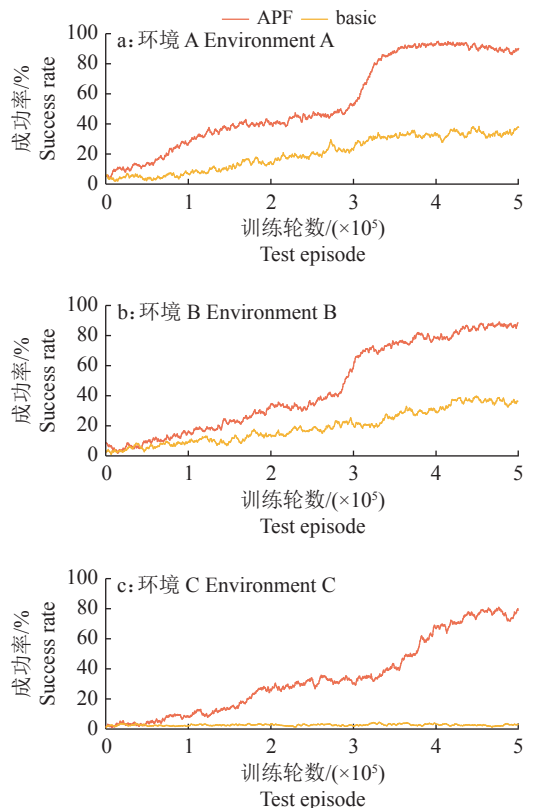 APF basic
a:环境 A Environment A
成功率/%
Success rate
100
80
60
40
20
0
0 1 2 3 4 5
训练轮数/(×10⁵)
Test episode
b:环境 B Environment B
成功率/%
Success rate
100
80
60
40
20
0
0 1 2 3 4 5
训练轮数/(×10⁵)
Test episode
c:环境 C Environment C
成功率/%
Success rate
100
80
60
40
20
0
0 1 2 3 4 5
训练轮数/(×10⁵)
Test episode